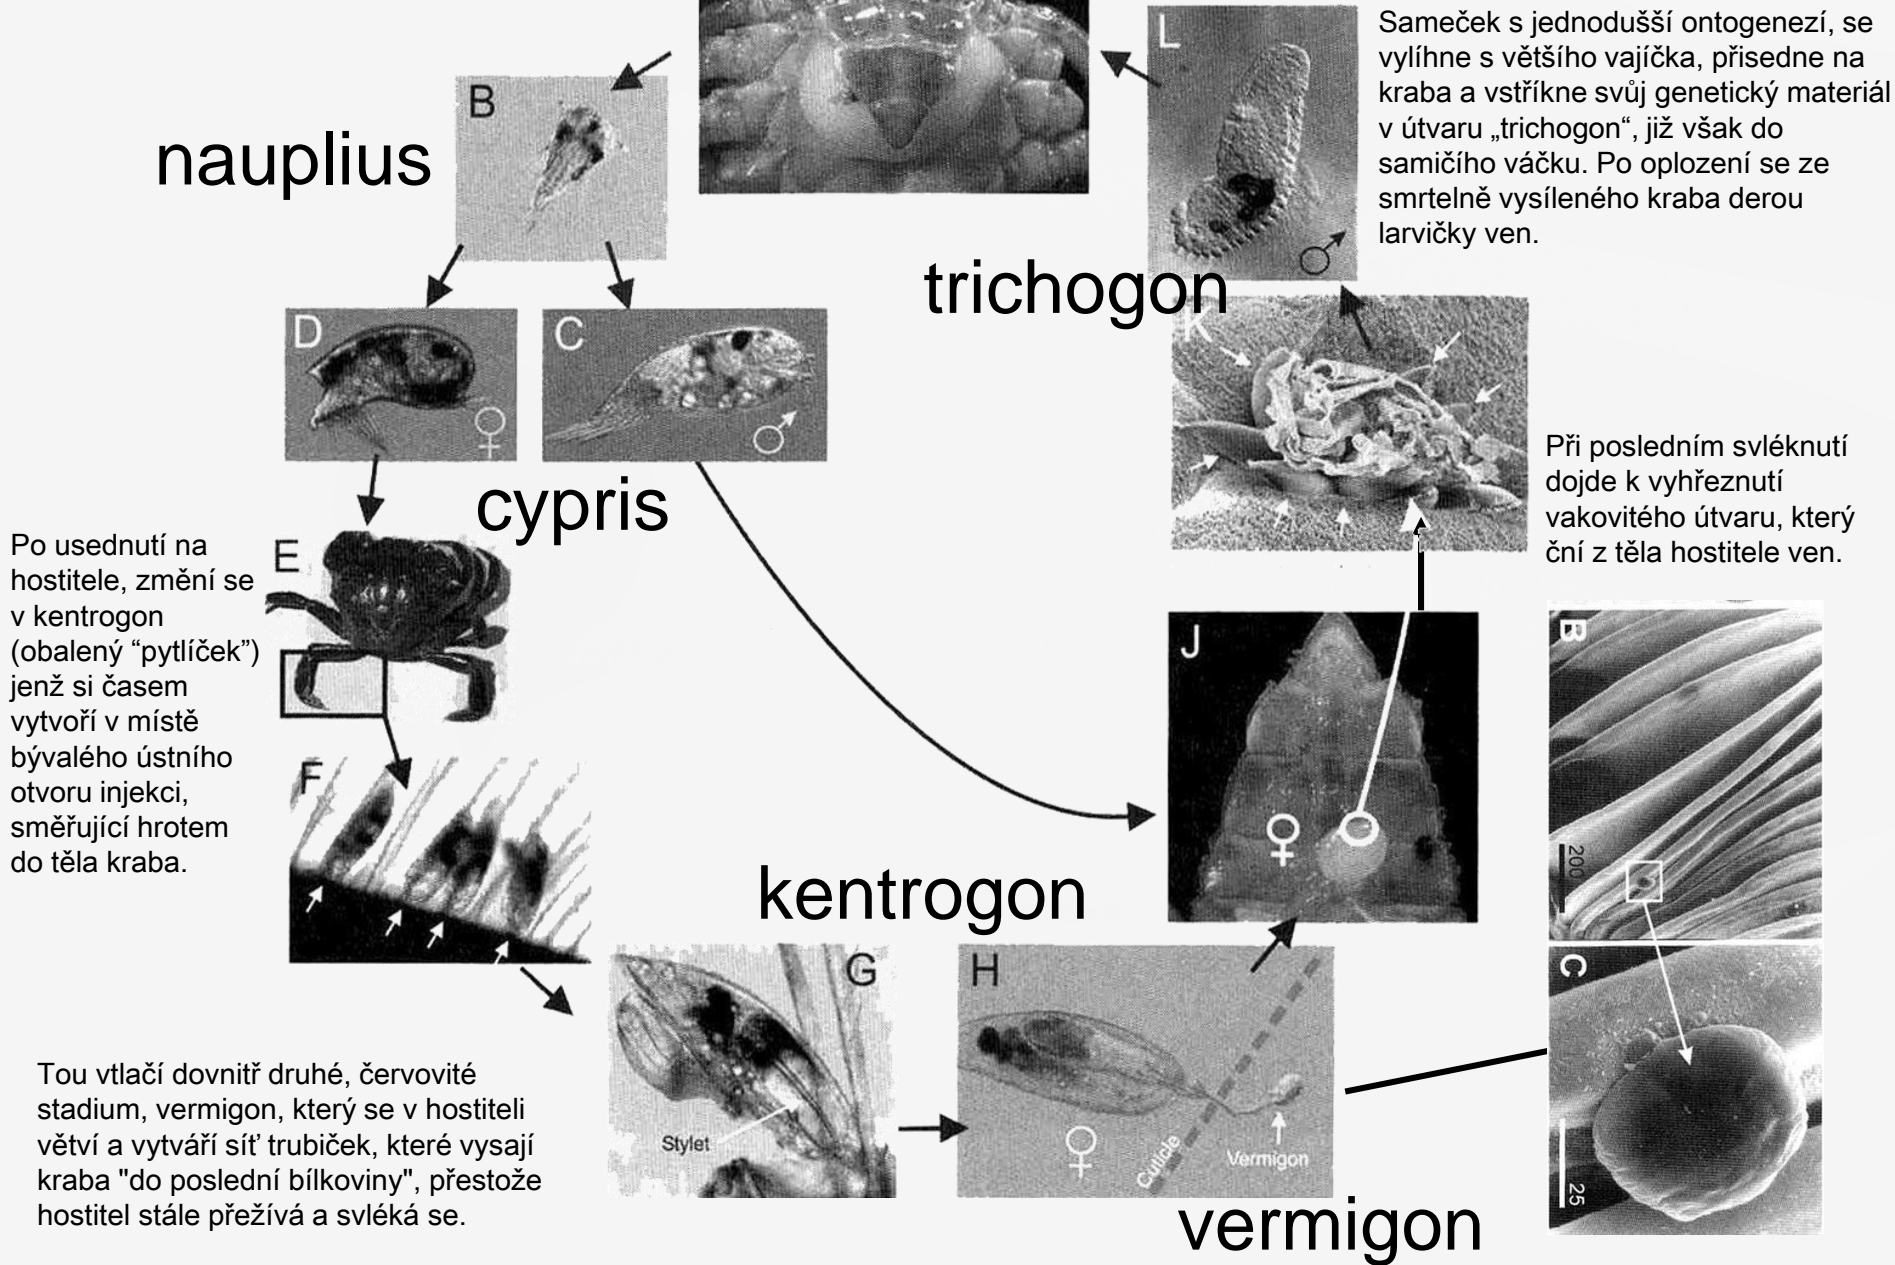 Sameček s jednodušší ontogenezí, se
vylíhne s většího vajíčka, přisedne na
kraba a vstříkne svůj genetický materiál
v útvaru „trichogon“, již však do
samičího váčku. Po oplození se ze
smrtelně vysíleného kraba derou
larvičky ven.
L
B
nauplius
trichogon
D
C
K
cypris
Při posledním svléknutí
dojde k vyhřeznutí
vakovitého útvaru, který
ční z těla hostitele ven.
Po usednutí na
hostitele, změní se
v kentrogon
(obalený “pytlíček”)
jenž si časem
vytvoří v místě
bývalého ústního
otvoru injekci,
směřující hrotem
do těla kraba.
E
F
J
B
200
kentrogon
G
Stylet
H
Cuticle
Vermigon
C
25
Tou vtlačí dovnitř druhé, červovité
stadium, vermigon, který se v hostiteli
větví a vytváří síť trubiček, které vysají
kraba "do poslední bílkoviny", přestože
hostitel stále přežívá a svléká se.
vermigon